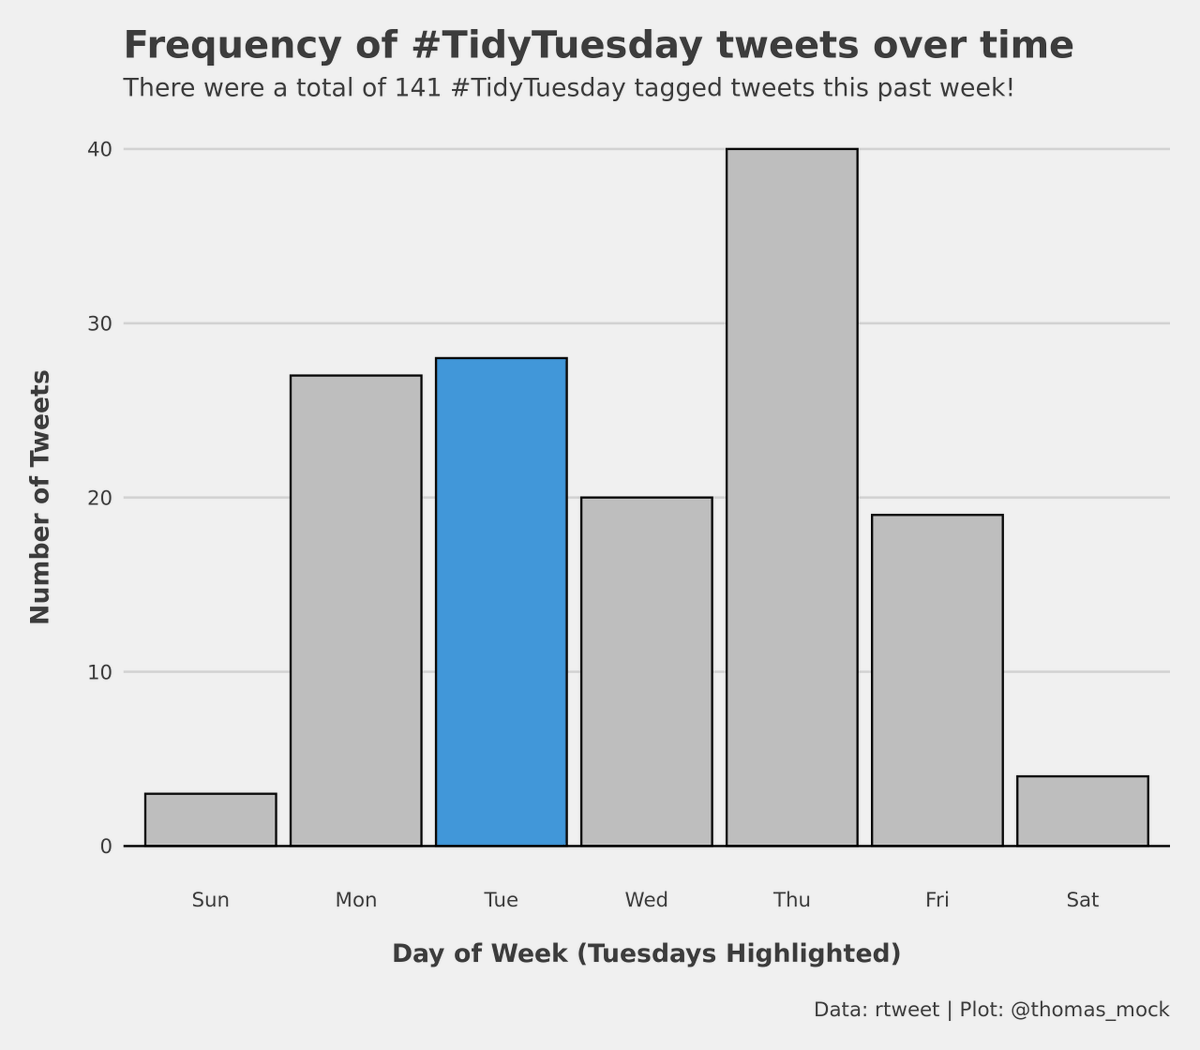 Frequency of #TidyTuesday tweets over time
There were a total of 141 #TidyTuesday tagged tweets this past week!
Number of Tweets
40
30
20
10
0
Sun Mon Tue Wed Thu Fri Sat
Day of Week (Tuesdays Highlighted)
Data: rtweet | Plot: @thomas_mock